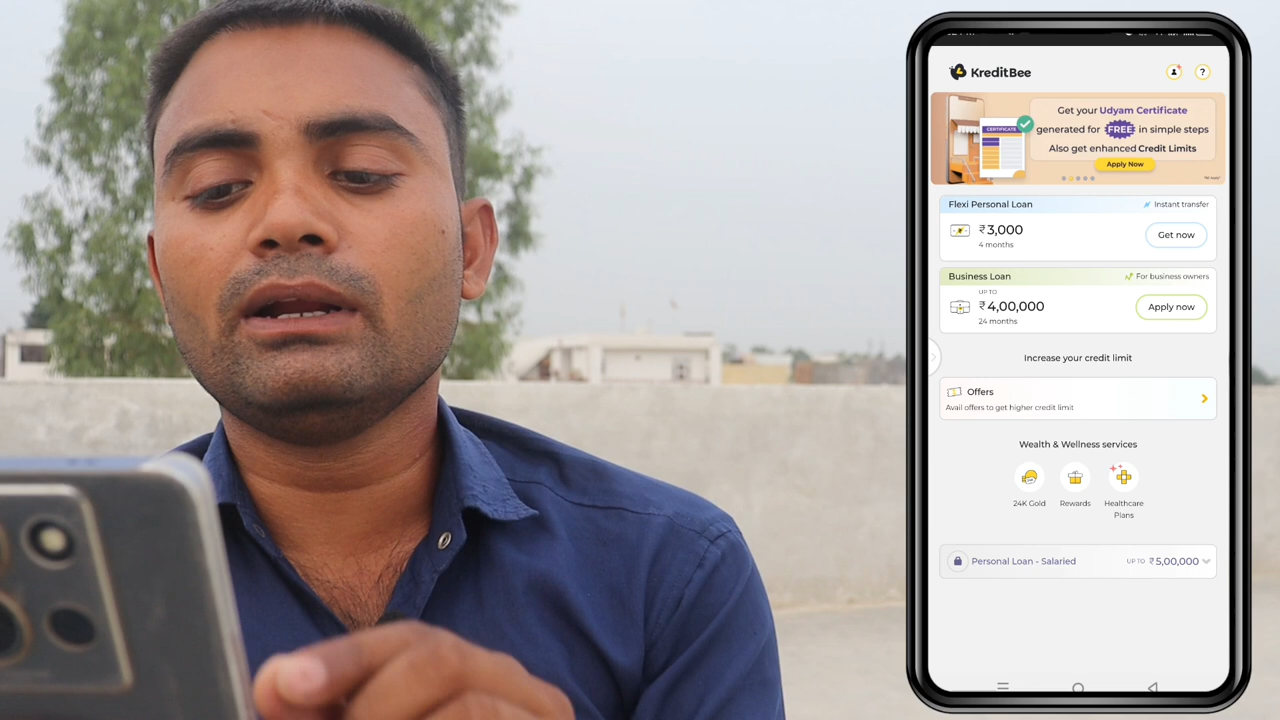 KreditBee
?
Get your Udyam Certificate
generated for FREE in simple steps
Also get enhanced Credit Limits
Apply Now
CERTIFICATE
Flexi Personal Loan
Instant transfer
₹3,000
4 months
Get now
Business Loan
For business owners
UP TO
₹4,00,000
24 months
Apply now
Increase your credit limit
Offers
Avail offers to get higher credit limit
Wealth & Wellness services
24K Gold
Rewards
Healthcare
Plans
Personal Loan - Salaried
UP TO ₹5,00,000